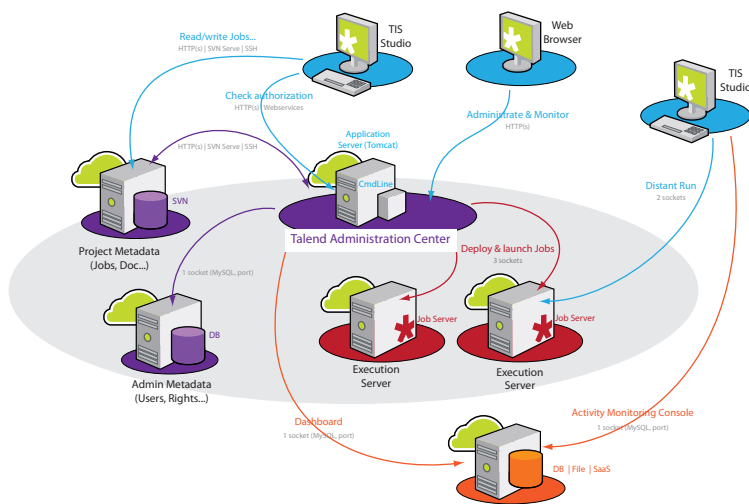 Read/write Jobs...
HTTP(s) | SVN Serve | SSH
TIS
Studio
Web
Browser
TIS
Studio
Check authorization
HTTP(s) Webservices
Administrate & Monitor
HTTP(s)
HTTP(s) | SVN Serve | SSH
Application
Server (Tomcat)
CmdLine
Distant Run
2 sockets
SVN
Project Metadata
(Jobs, Doc...)
Talend Administration Center
Deploy & launch Jobs
3 sockets
1 socket (MySQL, port)
DB
Job Server
Job Server
Admin Metadata
(Users, Rights...)
Execution
Server
Execution
Server
Dashboard
1 socket (MySQL, port)
Activity Monitoring Console
1 socket (MySQL, port)
DB | File | SaaS